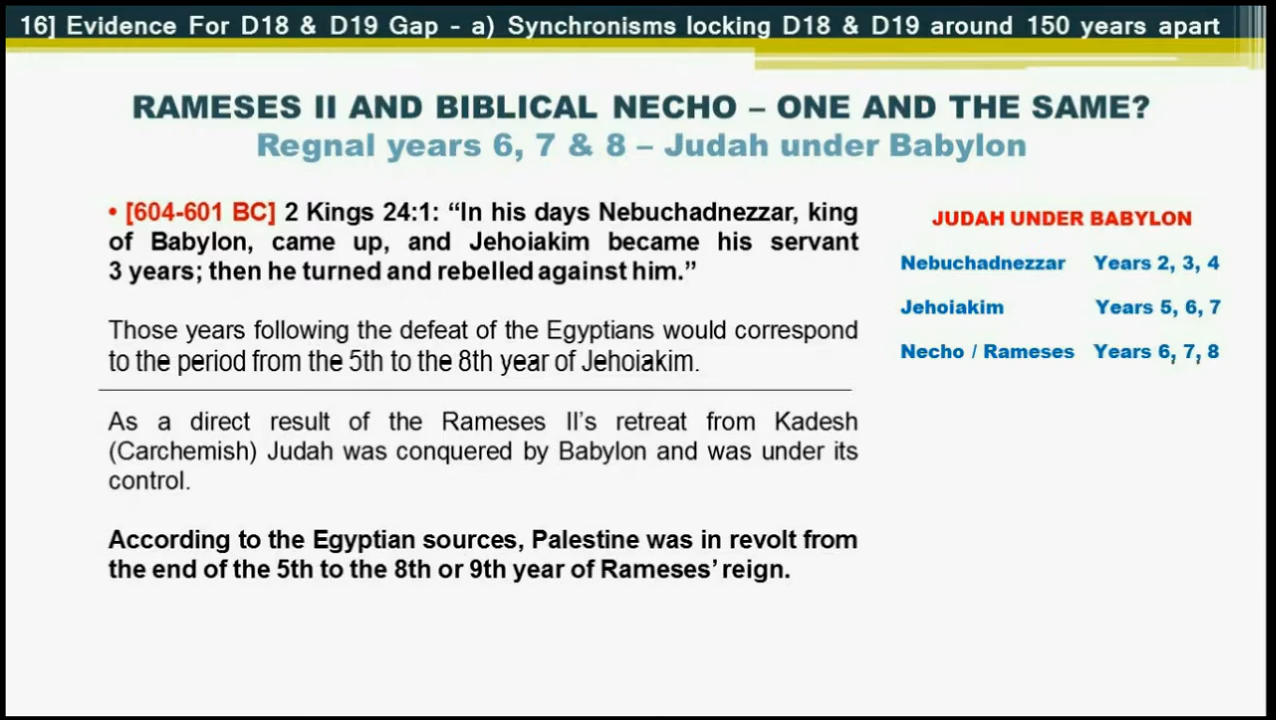 16] Evidence For D18 & D19 Gap - a) Synchronisms locking D18 & D19 around 150 years apart
RAMESES II AND BIBLICAL NECHO – ONE AND THE SAME?
Regnal years 6, 7 & 8 – Judah under Babylon
• [604-601 BC] 2 Kings 24:1: “In his days Nebuchadnezzar, king
of Babylon, came up, and Jehoiakim became his servant
3 years; then he turned and rebelled against him.”
Those years following the defeat of the Egyptians would correspond
to the period from the 5th to the 8th year of Jehoiakim.
As a direct result of the Rameses II’s retreat from Kadesh
(Carchemish) Judah was conquered by Babylon and was under its
control.
According to the Egyptian sources, Palestine was in revolt from
the end of the 5th to the 8th or 9th year of Rameses’ reign.
JUDAH UNDER BABYLON
Nebuchadnezzar Years 2, 3, 4
Jehoiakim Years 5, 6, 7
Necho / Rameses Years 6, 7, 8